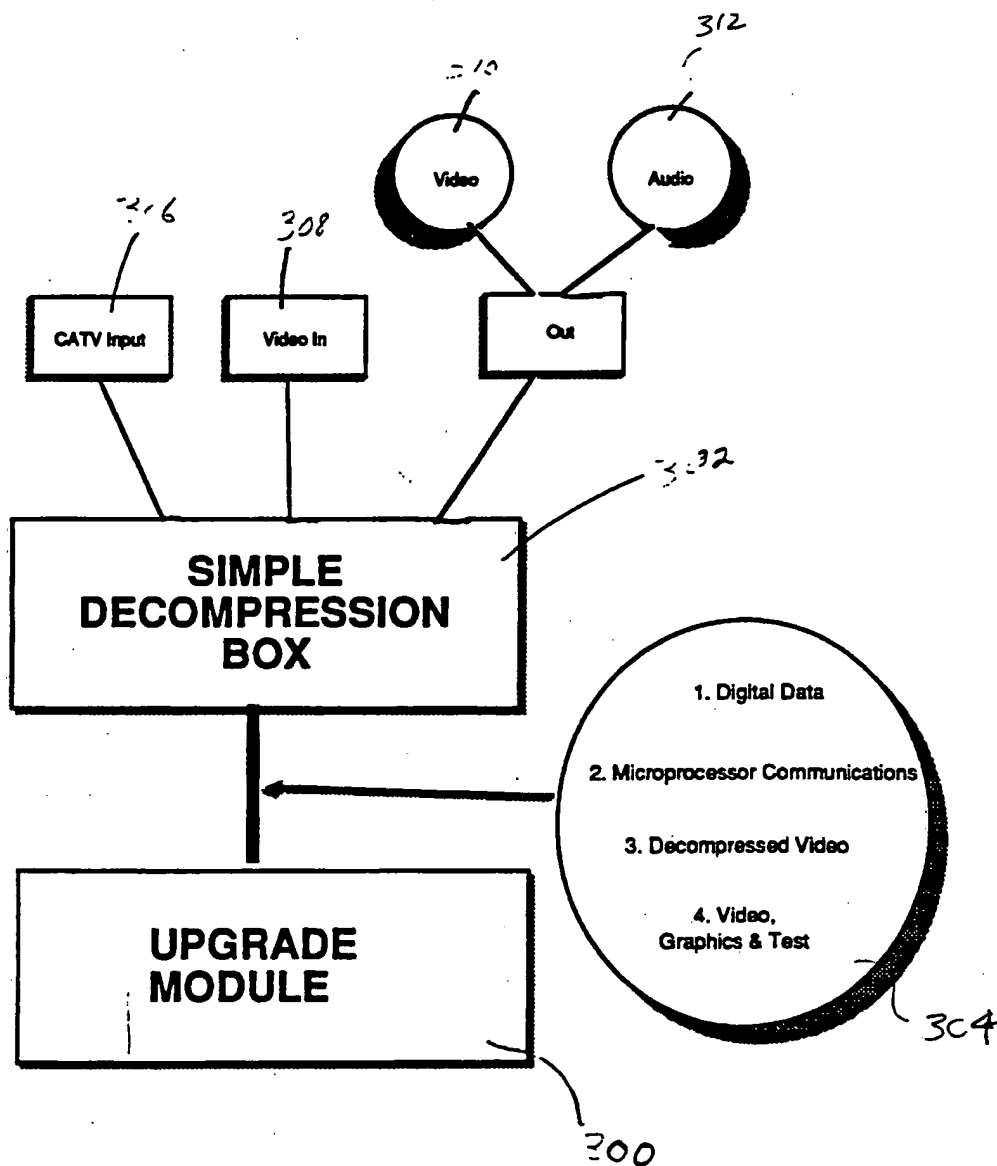 312
Video
Audio
308
CATV Input
Video In
Out
SIMPLE
DECOMPRESSION
BOX
1. Digital Data
2. Microprocessor Communications
3. Decompressed Video
4. Video,
Graphics & Test
UPGRADE
MODULE
304
300